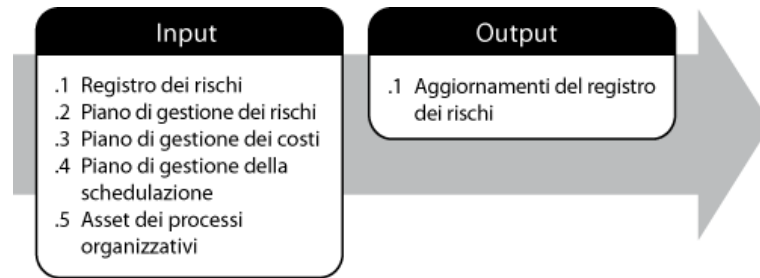 Input
.1 Registro dei rischi
.2 Piano di gestione dei rischi
.3 Piano di gestione dei costi
.4 Piano di gestione della
schedulazione
.5 Asset dei processi
organizzativi
Output
.1 Aggiornamenti del registro
dei rischi